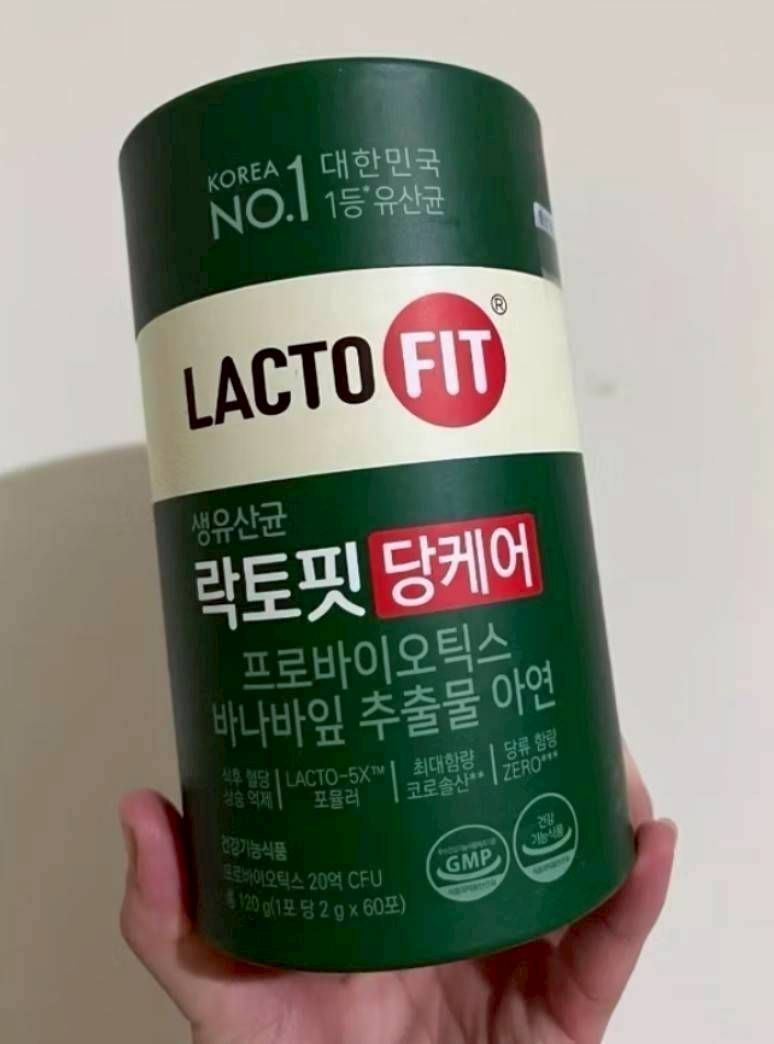 KOREA NO.1
대한민국
1등*유산균
LACTO FIT®
생유산균
락토핏 당케어
프로바이오틱스
바나바잎 추출물 아연
식후 혈당
상승 억제
LACTO-5X™
포뮬러
최대함량
코로솔산**
당류 함량
ZERO***
건강기능식품
프로바이오틱스 20억 CFU
120 g(1포 당 2 g x 60포)
GMP
건강
기능식품